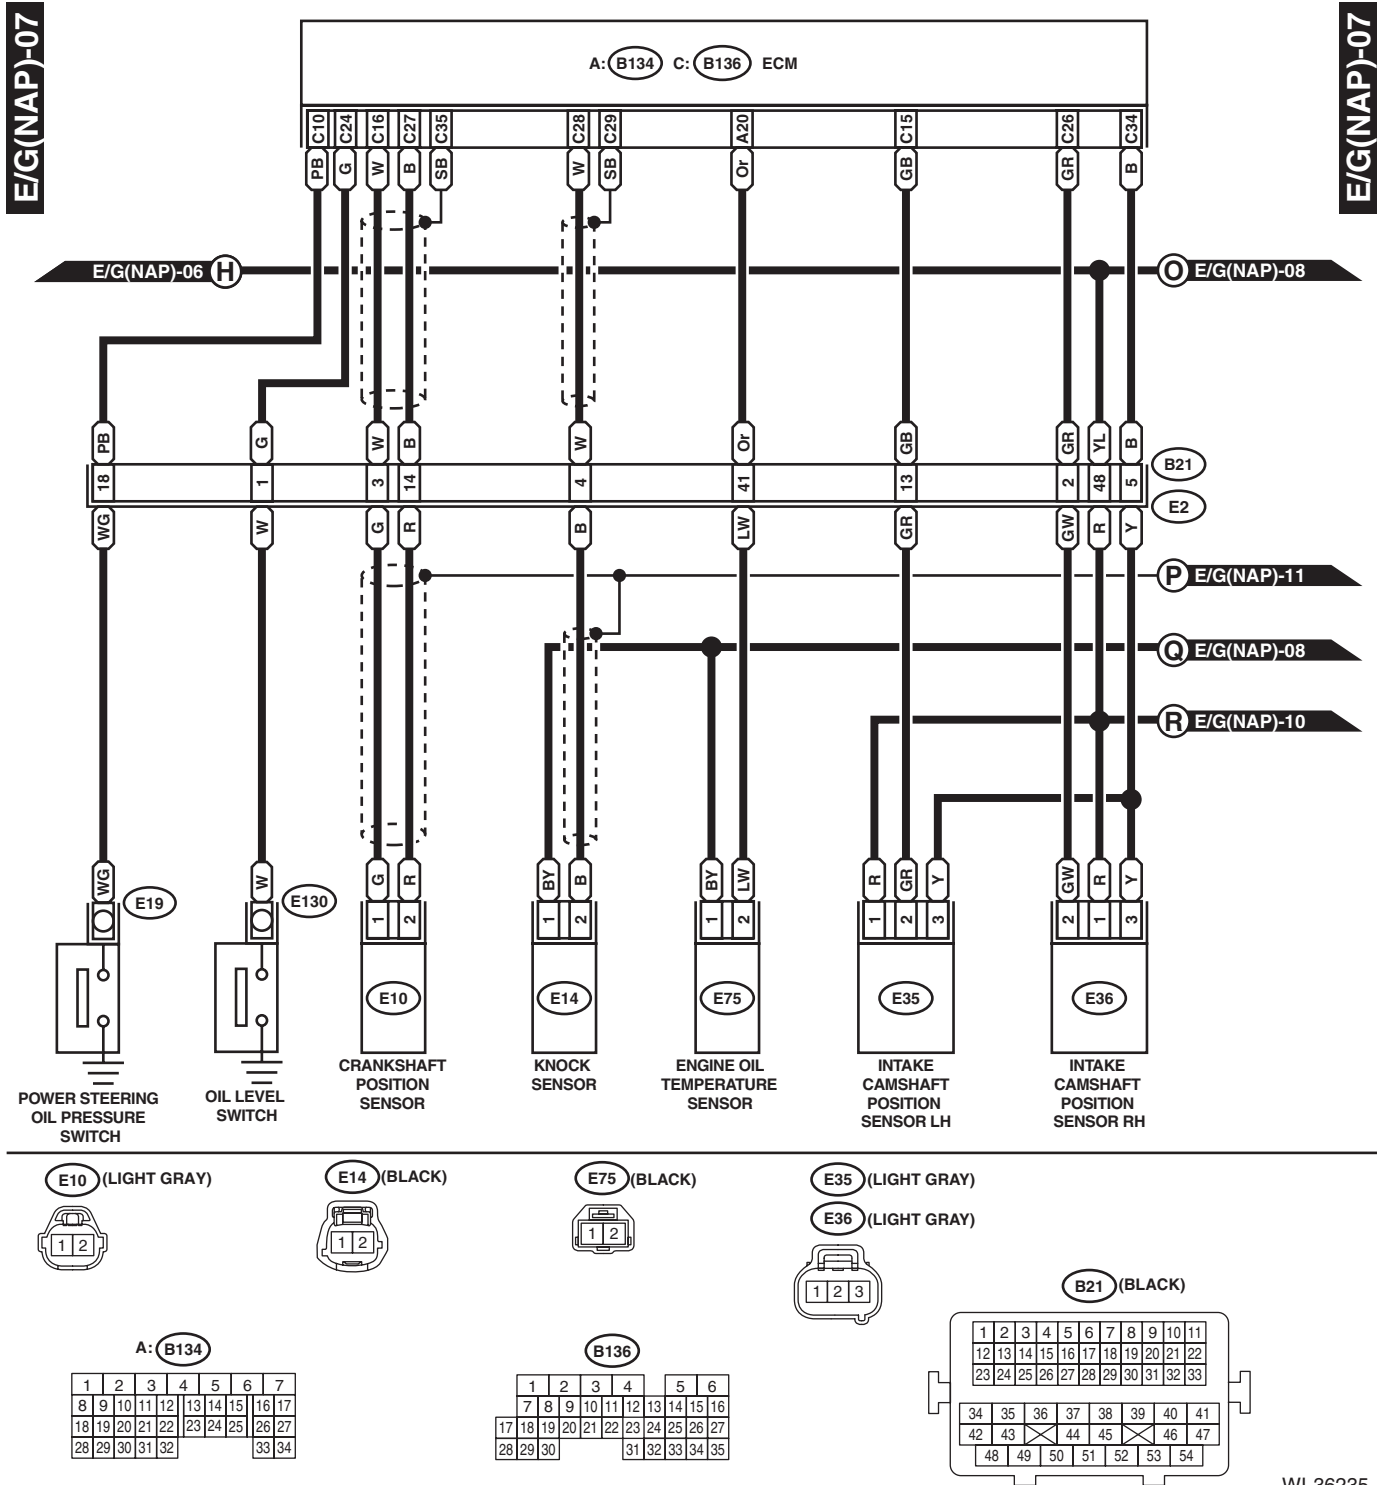 E/G(NAP)-07
E/G(NAP)-07
A: B134 C: B136 ECM
C10 C24 C16 C27 C35 C28 C29 A20 C15 C26 C34
PB G W B SB W SB Or GB GR B
E/G(NAP)-06 H
O E/G(NAP)-08
PB G W B W Or GB GR YL B
B21
18 1 3 14 4 41 13 2 48 5
E2
WG W G R B LW GR GW R Y
P E/G(NAP)-11
Q E/G(NAP)-08
R E/G(NAP)-10
WG W G R BY B BY LW R GR Y GW R Y
E19 E130
1 2 1 2 1 2 1 2 3 2 1 3
E10 E14 E75 E35 E36
POWER STEERING
OIL PRESSURE
SWITCH
OIL LEVEL
SWITCH
CRANKSHAFT
POSITION
SENSOR
KNOCK
SENSOR
ENGINE OIL
TEMPERATURE
SENSOR
INTAKE
CAMSHAFT
POSITION
SENSOR LH
INTAKE
CAMSHAFT
POSITION
SENSOR RH
E10 (LIGHT GRAY)
1 2
E14 (BLACK)
1 2
E75 (BLACK)
1 2
E35 (LIGHT GRAY)
E36 (LIGHT GRAY)
1 2 3
B21 (BLACK)
1 2 3 4 5 6 7 8 9 10 11
12 13 14 15 16 17 18 19 20 21 22
23 24 25 26 27 28 29 30 31 32 33
34 35 36 37 38 39 40 41
42 43 44 45 46 47
48 49 50 51 52 53 54
A: B134
1 2 3 4 5 6 7
8 9 10 11 12 13 14 15 16 17
18 19 20 21 22 23 24 25 26 27
28 29 30 31 32 33 34
B136
1 2 3 4 5 6
7 8 9 10 11 12 13 14 15 16
17 18 19 20 21 22 23 24 25 26 27
28 29 30 31 32 33 34 35
WI-36235